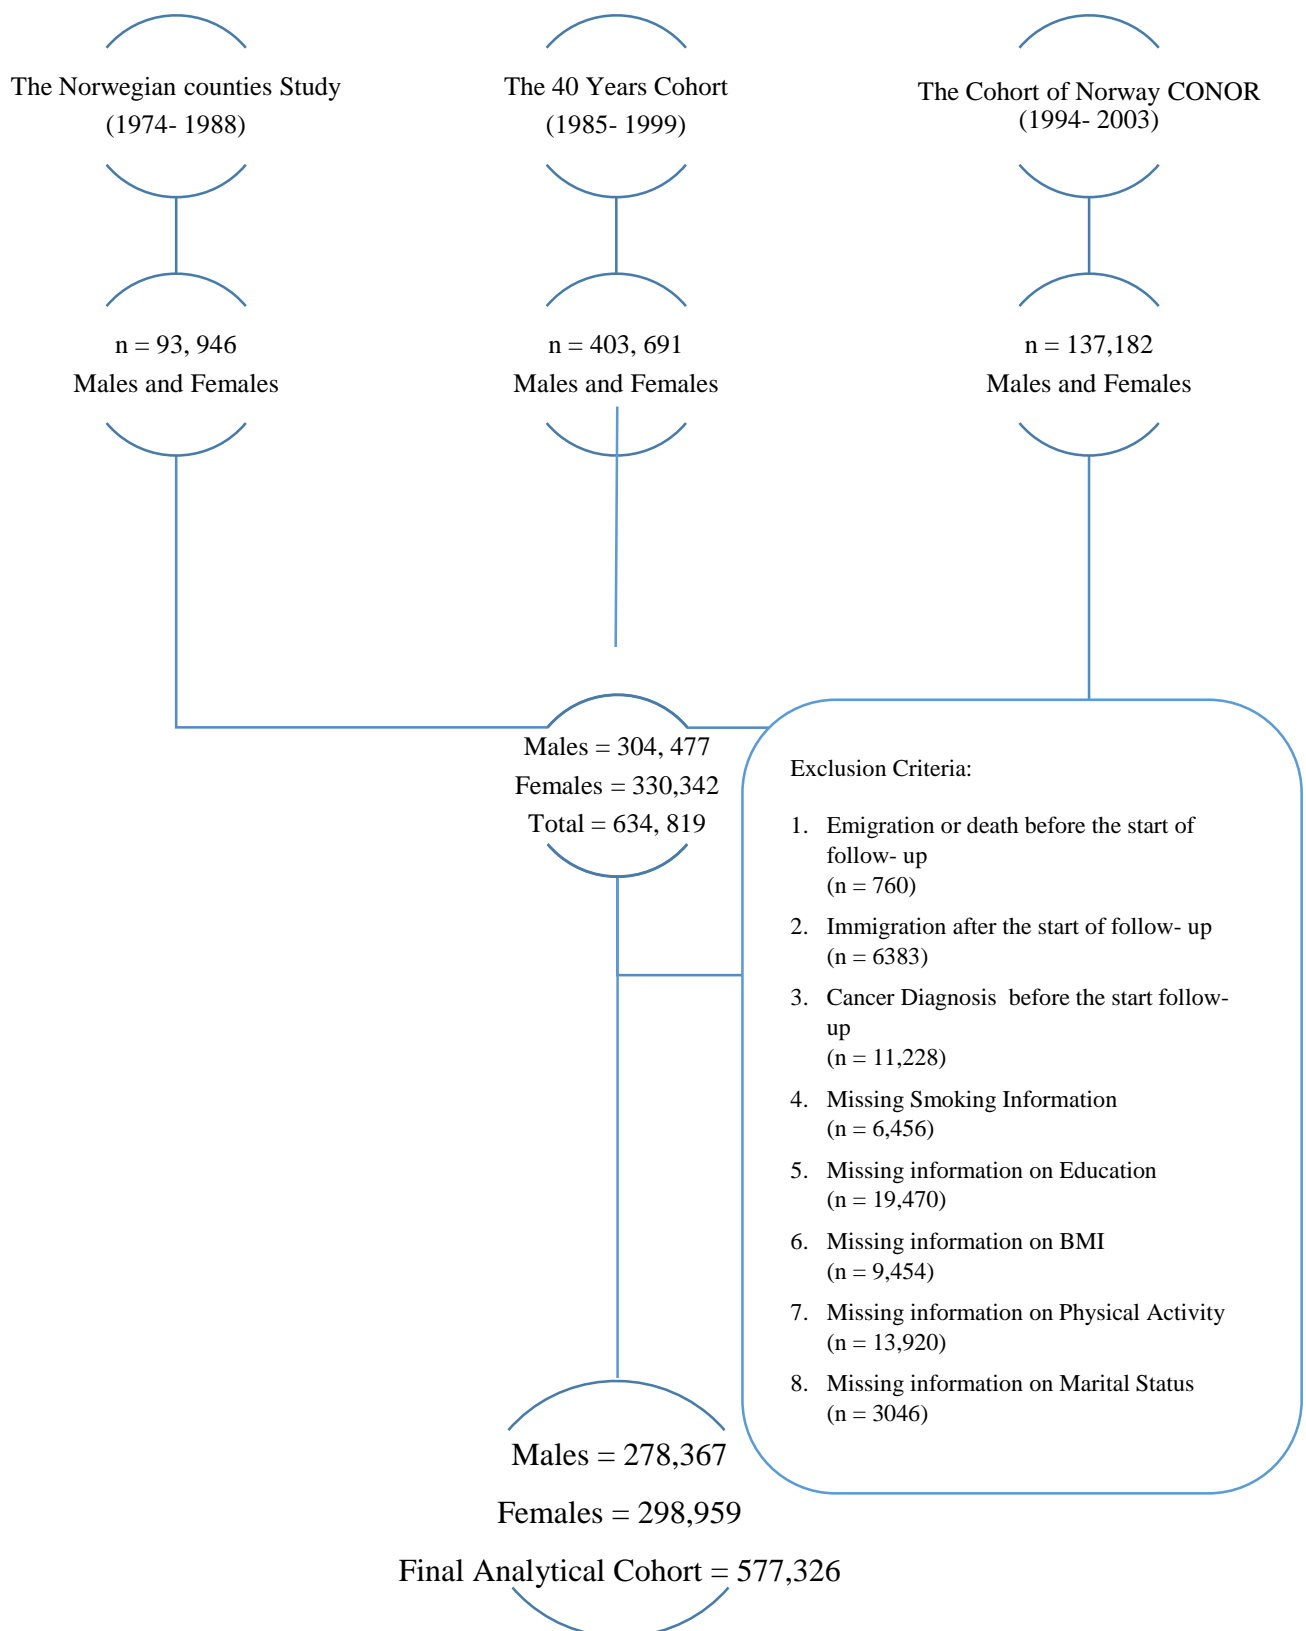 The Norwegian counties Study
(1974- 1988)
The 40 Years Cohort
(1985- 1999)
The Cohort of Norway CONOR
(1994- 2003)
n = 93, 946
Males and Females
n = 403, 691
Males and Females
n = 137,182
Males and Females
Males = 304, 477
Females = 330,342
Total = 634, 819
Exclusion Criteria:
1. Emigration or death before the start of
follow- up
(n = 760)
2. Immigration after the start of follow- up
(n = 6383)
3. Cancer Diagnosis  before the start follow-
up
(n = 11,228)
4. Missing Smoking Information
(n = 6,456)
5. Missing information on Education
(n = 19,470)
6. Missing information on BMI
(n = 9,454)
7. Missing information on Physical Activity
(n = 13,920)
8. Missing information on Marital Status
(n = 3046)
Males = 278,367
Females = 298,959
Final Analytical Cohort = 577,326